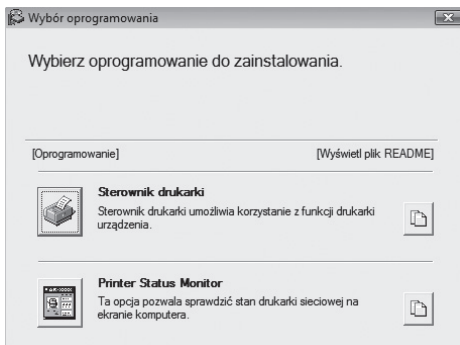 Wybór oprogramowania
Wybierz oprogramowanie do zainstalowania.
[Oprogramowanie] [Wyświetl plik README]
Sterownik drukarki
Sterownik drukarki umożliwia korzystanie z funkcji drukarki
urządzenia.
Printer Status Monitor
Ta opcja pozwala sprawdzić stan drukarki sieciowej na
ekranie komputera.